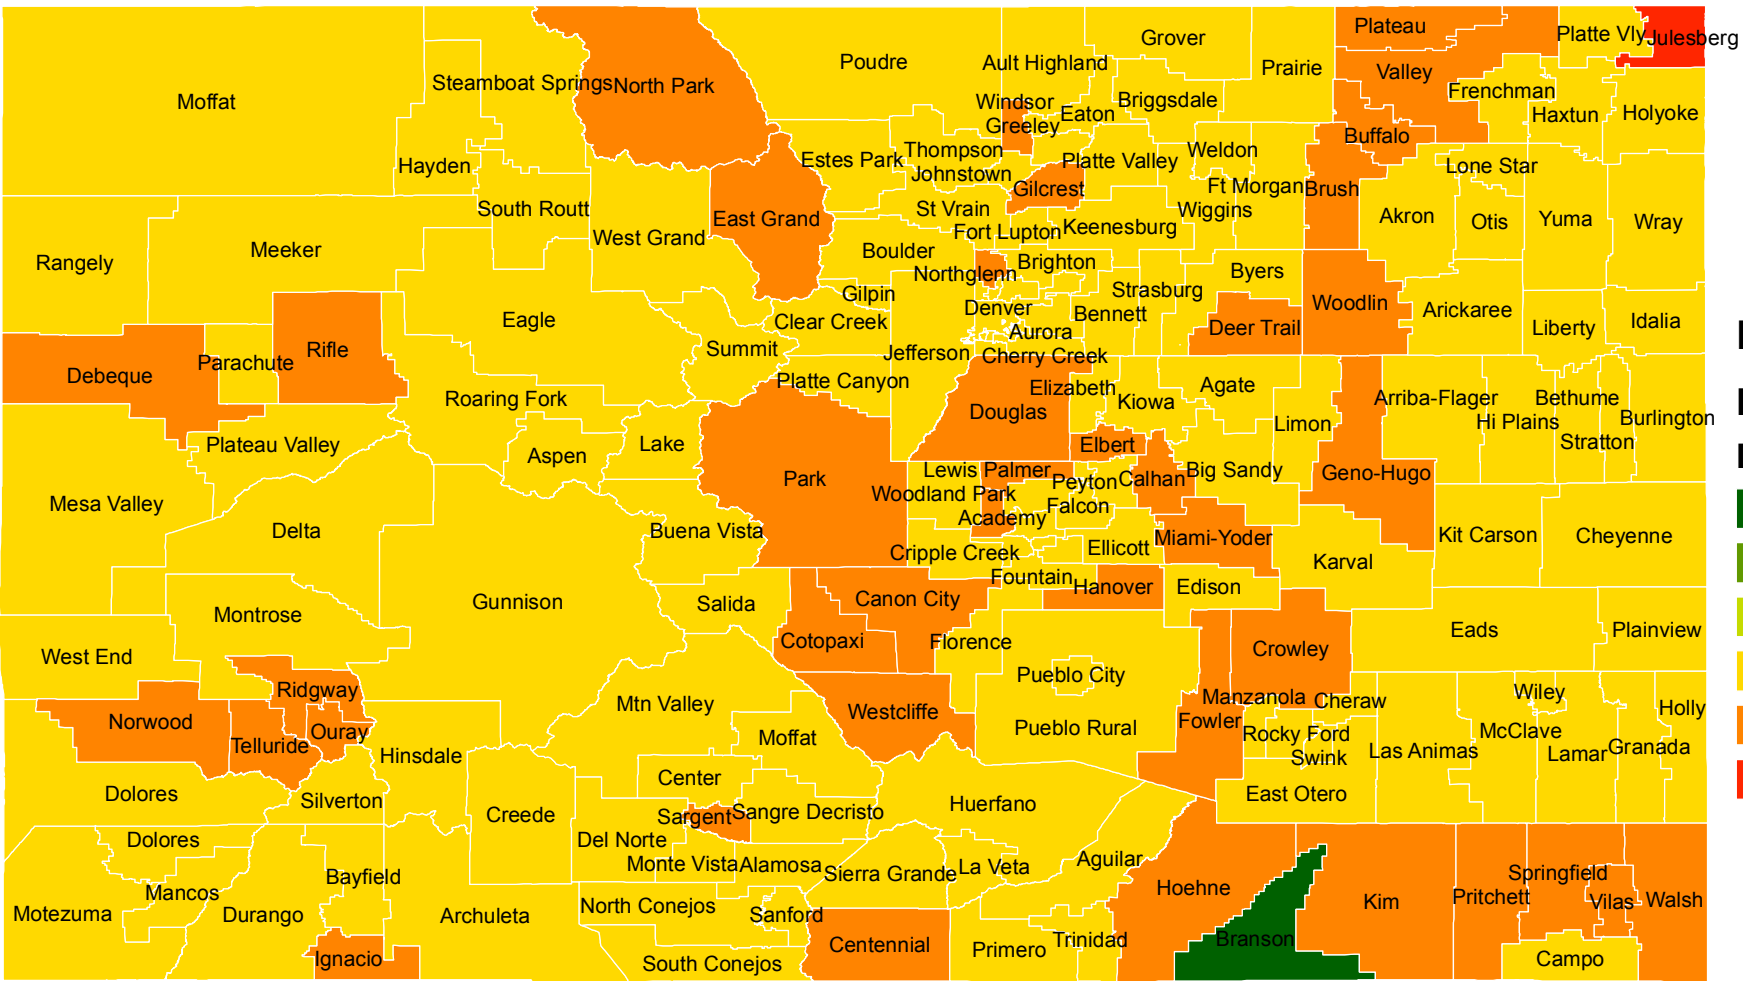 Plateau
Platte Vly
Julesberg
Grover
Poudre
Ault Highland
Prairie
Valley
Steamboat Springs
North Park
Frenchman
Moffat
Windsor
Briggsdale
Eaton
Haxtun
Holyoke
Greeley
Buffalo
Hayden
Estes Park
Thompson
Platte Valley
Weldon
Lone Star
Johnstown
Gilcrest
Ft Morgan
Brush
South Routt
St Vrain
Wiggins
Akron
Otis
Yuma
Wray
East Grand
Fort Lupton
Keenesburg
West Grand
Meeker
Boulder
Rangely
Northglenn
Brighton
Byers
Gilpin
Strasburg
Woodlin
Denver
Bennett
Arickaree
Eagle
Clear Creek
Aurora
Deer Trail
Liberty
Idalia
Rifle
Summit
Jefferson
Cherry Creek
Parachute
Debeque
Platte Canyon
Elizabeth
Agate
Roaring Fork
Kiowa
Arriba-Flager
Bethume
Douglas
Limon
Hi Plains
Burlington
Plateau Valley
Lake
Elbert
Stratton
Aspen
Lewis
Palmer
Big Sandy
Geno-Hugo
Park
Peyton
Calhan
Woodland Park
Mesa Valley
Falcon
Academy
Delta
Buena Vista
Miami-Yoder
Kit Carson
Cheyenne
Cripple Creek
Ellicott
Karval
Fountain
Hanover
Edison
Gunnison
Salida
Canon City
Montrose
Cotopaxi
Florence
Crowley
Eads
Plainview
West End
Pueblo City
Ridgway
Manzanola
Cheraw
Wiley
Mtn Valley
Westcliffe
Holly
Norwood
Fowler
Ouray
Pueblo Rural
Rocky Ford
McClave
Telluride
Moffat
Swink
Las Animas
Lamar
Granada
Hinsdale
Center
Dolores
Silverton
Huerfano
East Otero
Creede
Sargent
Sangre Decristo
Dolores
Del Norte
Monte Vista
Alamosa
Sierra Grande
La Veta
Aguilar
Bayfield
Mancos
Hoehne
Springfield
Motezuma
Durango
Archuleta
North Conejos
Sanford
Kim
Pritchett
Vilas
Walsh
Centennial
Primero
Trinidad
Branson
Ignacio
South Conejos
Campo